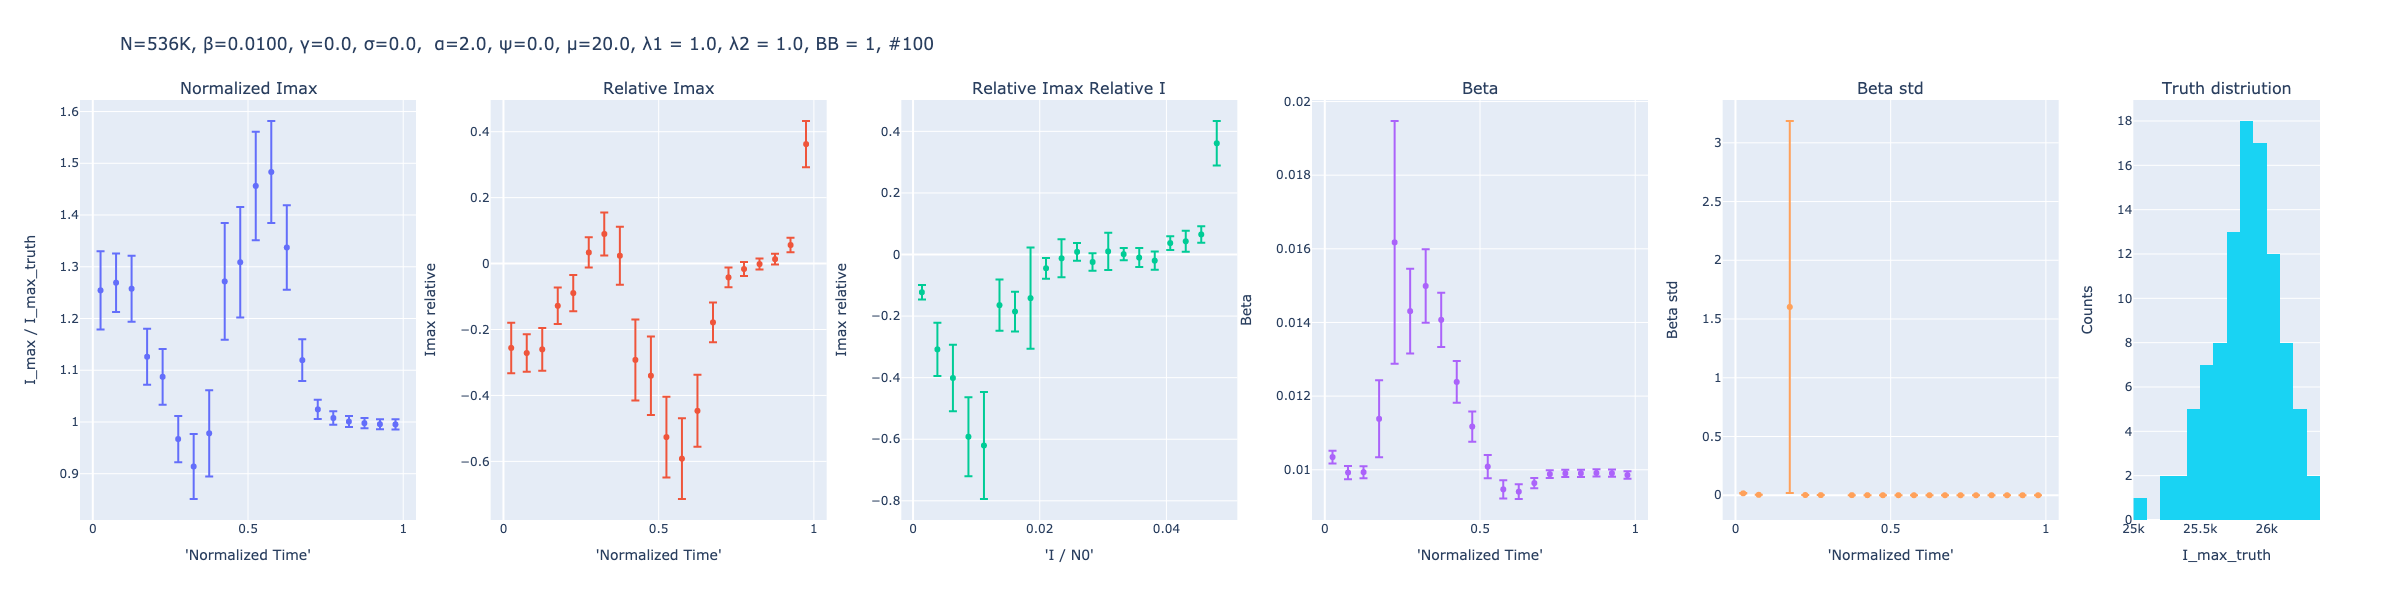 N=536K, β=0.0100, γ=0.0, σ=0.0,  α=2.0, ψ=0.0, μ=20.0, λ1 = 1.0, λ2 = 1.0, BB = 1, #100
Normalized Imax
I_max / I_max_truth
1.6
1.5
1.4
1.3
1.2
1.1
1
0.9
0
0.5
1
'Normalized Time'
Relative Imax
Imax relative
0.4
0.2
0
−0.2
−0.4
−0.6
0
0.5
1
'Normalized Time'
Relative Imax Relative I
Imax relative
0.4
0.2
0
−0.2
−0.4
−0.6
−0.8
0
0.02
0.04
'I / N0'
Beta
Beta
0.02
0.018
0.016
0.014
0.012
0.01
0
0.5
1
'Normalized Time'
Beta std
Beta std
3
2.5
2
1.5
1
0.5
0
0
0.5
1
'Normalized Time'
Truth distriution
Counts
18
16
14
12
10
8
6
4
2
0
25k
25.5k
26k
I_max_truth